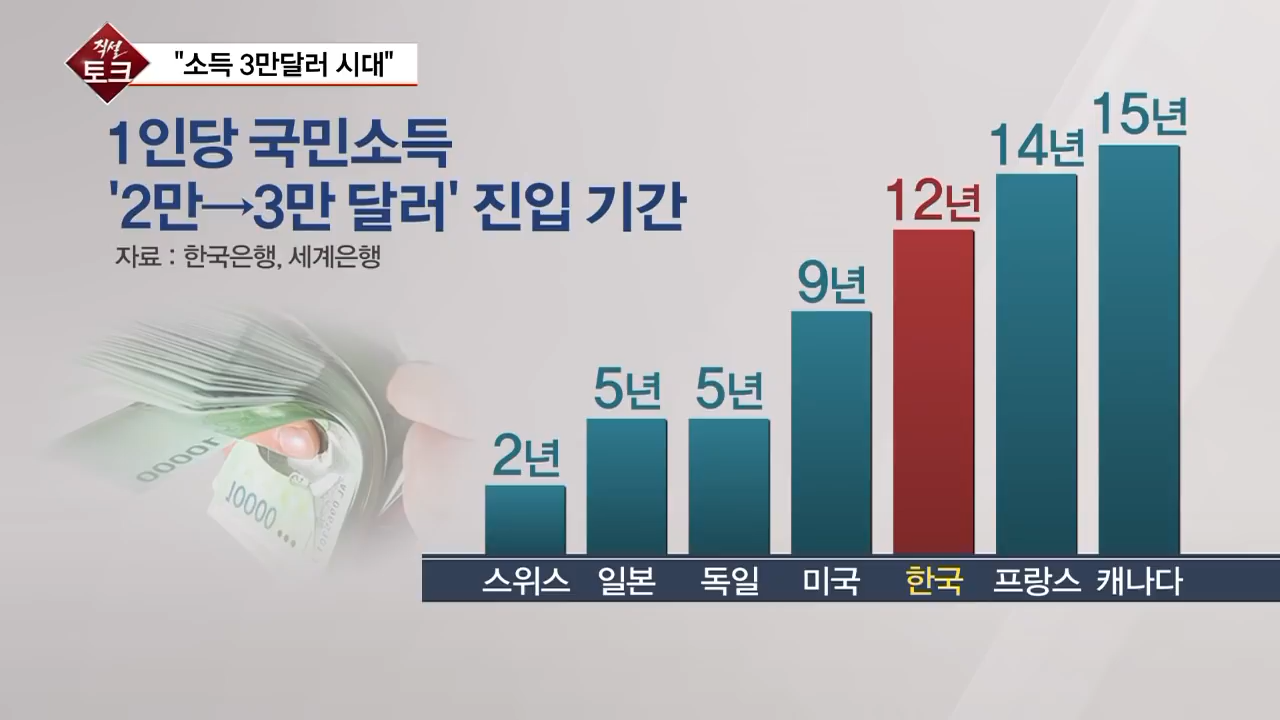 직설
토크
"소득 3만달러 시대"
1인당 국민소득
'2만→3만 달러' 진입 기간
자료 : 한국은행, 세계은행
2년
5년
5년
9년
12년
14년
15년
스위스 일본 독일 미국 한국 프랑스 캐나다
10000
10000